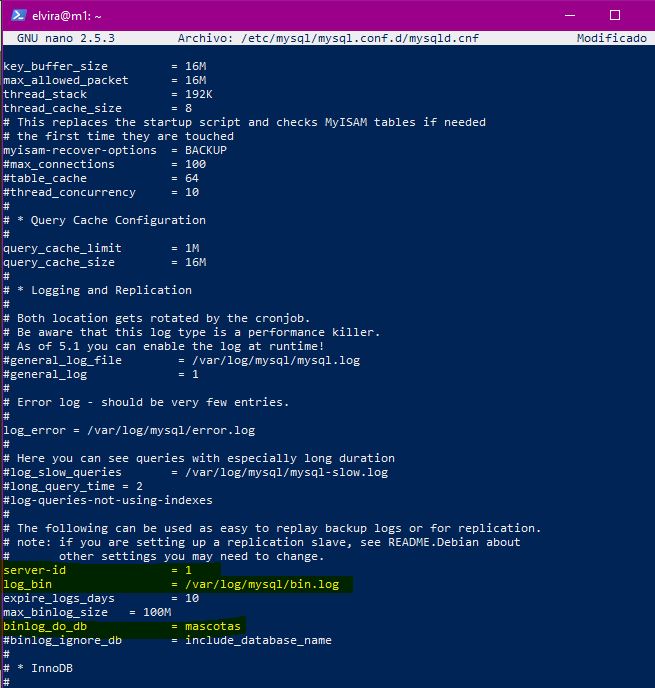 elvira@m1: ~
GNU nano 2.5.3 Archivo: /etc/mysql/mysql.conf.d/mysqld.cnf Modificado
key_buffer_size = 16M
max_allowed_packet = 16M
thread_stack = 192K
thread_cache_size = 8
# This replaces the startup script and checks MyISAM tables if needed
# the first time they are touched
myisam-recover-options = BACKUP
#max_connections = 100
#table_cache = 64
#thread_concurrency = 10
#
# * Query Cache Configuration
#
query_cache_limit = 1M
query_cache_size = 16M
#
# * Logging and Replication
#
# Both location gets rotated by the cronjob.
# Be aware that this log type is a performance killer.
# As of 5.1 you can enable the log at runtime!
#general_log_file = /var/log/mysql/mysql.log
#general_log = 1
#
# Error log - should be very few entries.
#
log_error = /var/log/mysql/error.log
#
# Here you can see queries with especially long duration
#log_slow_queries = /var/log/mysql/mysql-slow.log
#long_query_time = 2
#log-queries-not-using-indexes
#
# The following can be used as easy to replay backup logs or for replication.
# note: if you are setting up a replication slave, see README.Debian about
# other settings you may need to change.
server-id = 1
log_bin = /var/log/mysql/bin.log
expire_logs_days = 10
max_binlog_size = 100M
binlog_do_db = mascotas
#binlog_ignore_db = include_database_name
#
# * InnoDB
#